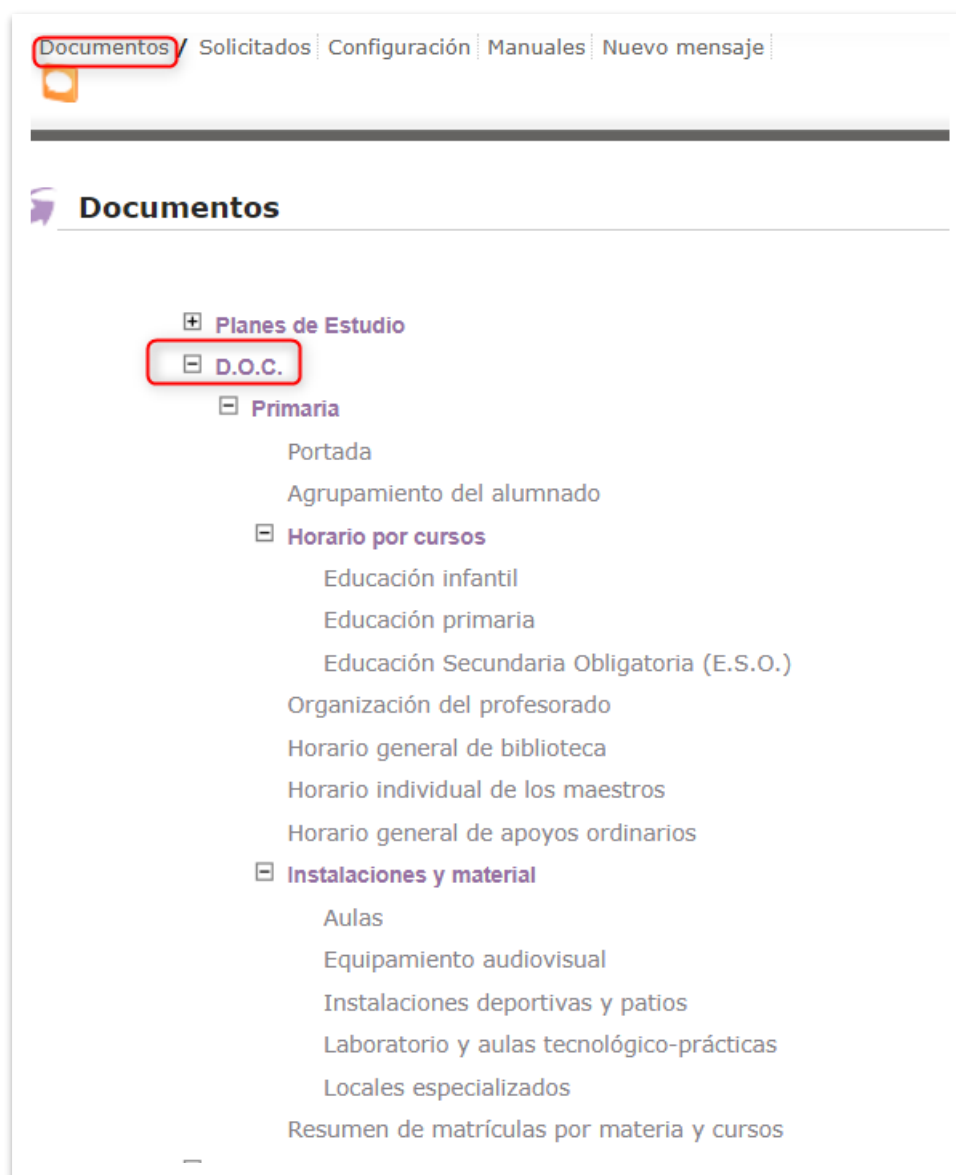 Documentos / Solicitados Configuración Manuales Nuevo mensaje
Documentos
Planes de Estudio
D.O.C.
Primaria
Portada
Agrupamiento del alumnado
Horario por cursos
Educación infantil
Educación primaria
Educación Secundaria Obligatoria (E.S.O.)
Organización del profesorado
Horario general de biblioteca
Horario individual de los maestros
Horario general de apoyos ordinarios
Instalaciones y material
Aulas
Equipamiento audiovisual
Instalaciones deportivas y patios
Laboratorio y aulas tecnológico-prácticas
Locales especializados
Resumen de matrículas por materia y cursos